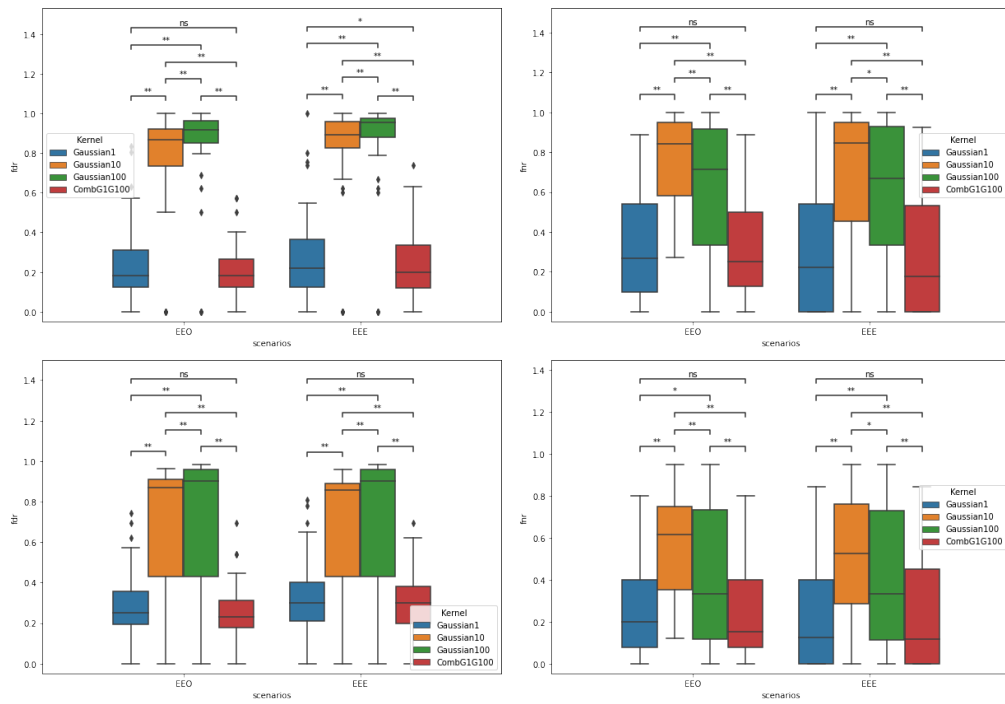 ns
*
1.4
**
**
**
**
1.2
**
**
**
**
**
**
1.0
Kernel
Gaussian1
Gaussian10
Gaussian100
CombG1G100
0.8
fdr
0.6
0.4
0.2
0.0
EEO
EEE
scenarios
ns
ns
1.4
**
**
**
**
1.2
**
*
**
**
**
**
1.0
Kernel
Gaussian1
Gaussian10
Gaussian100
CombG1G100
0.8
fnr
0.6
0.4
0.2
0.0
EEO
EEE
scenarios
ns
ns
1.4
**
**
**
**
1.2
**
**
**
**
**
**
1.0
0.8
fdr
0.6
0.4
0.2
0.0
Kernel
Gaussian1
Gaussian10
Gaussian100
CombG1G100
EEO
EEE
scenarios
ns
ns
1.4
*
**
**
**
1.2
**
*
**
**
**
**
1.0
0.8
Kernel
Gaussian1
Gaussian10
Gaussian100
CombG1G100
fnr
0.6
0.4
0.2
0.0
EEO
EEE
scenarios